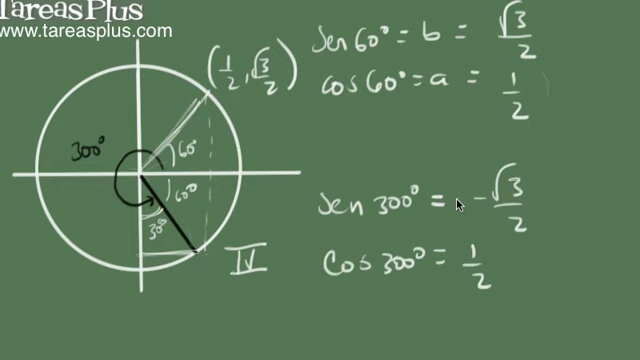 TareasPlus
www.tareasplus.com
(1/2, √3/2)
sen 60° = b = √3/2
cos 60° = a = 1/2
300°
60°
60°
30°
IV
sen 300° = -√3/2
Cos 300° = 1/2